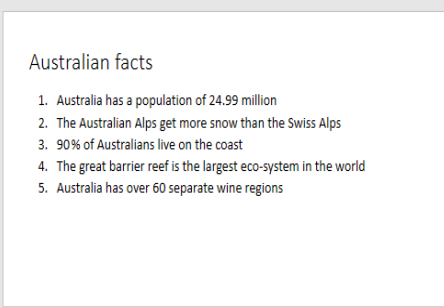 Australian facts
1. Australia has a population of 24.99 million
2. The Australian Alps get more snow than the Swiss Alps
3. 90% of Australians live on the coast
4. The great barrier reef is the largest eco-system in the world
5. Australia has over 60 separate wine regions